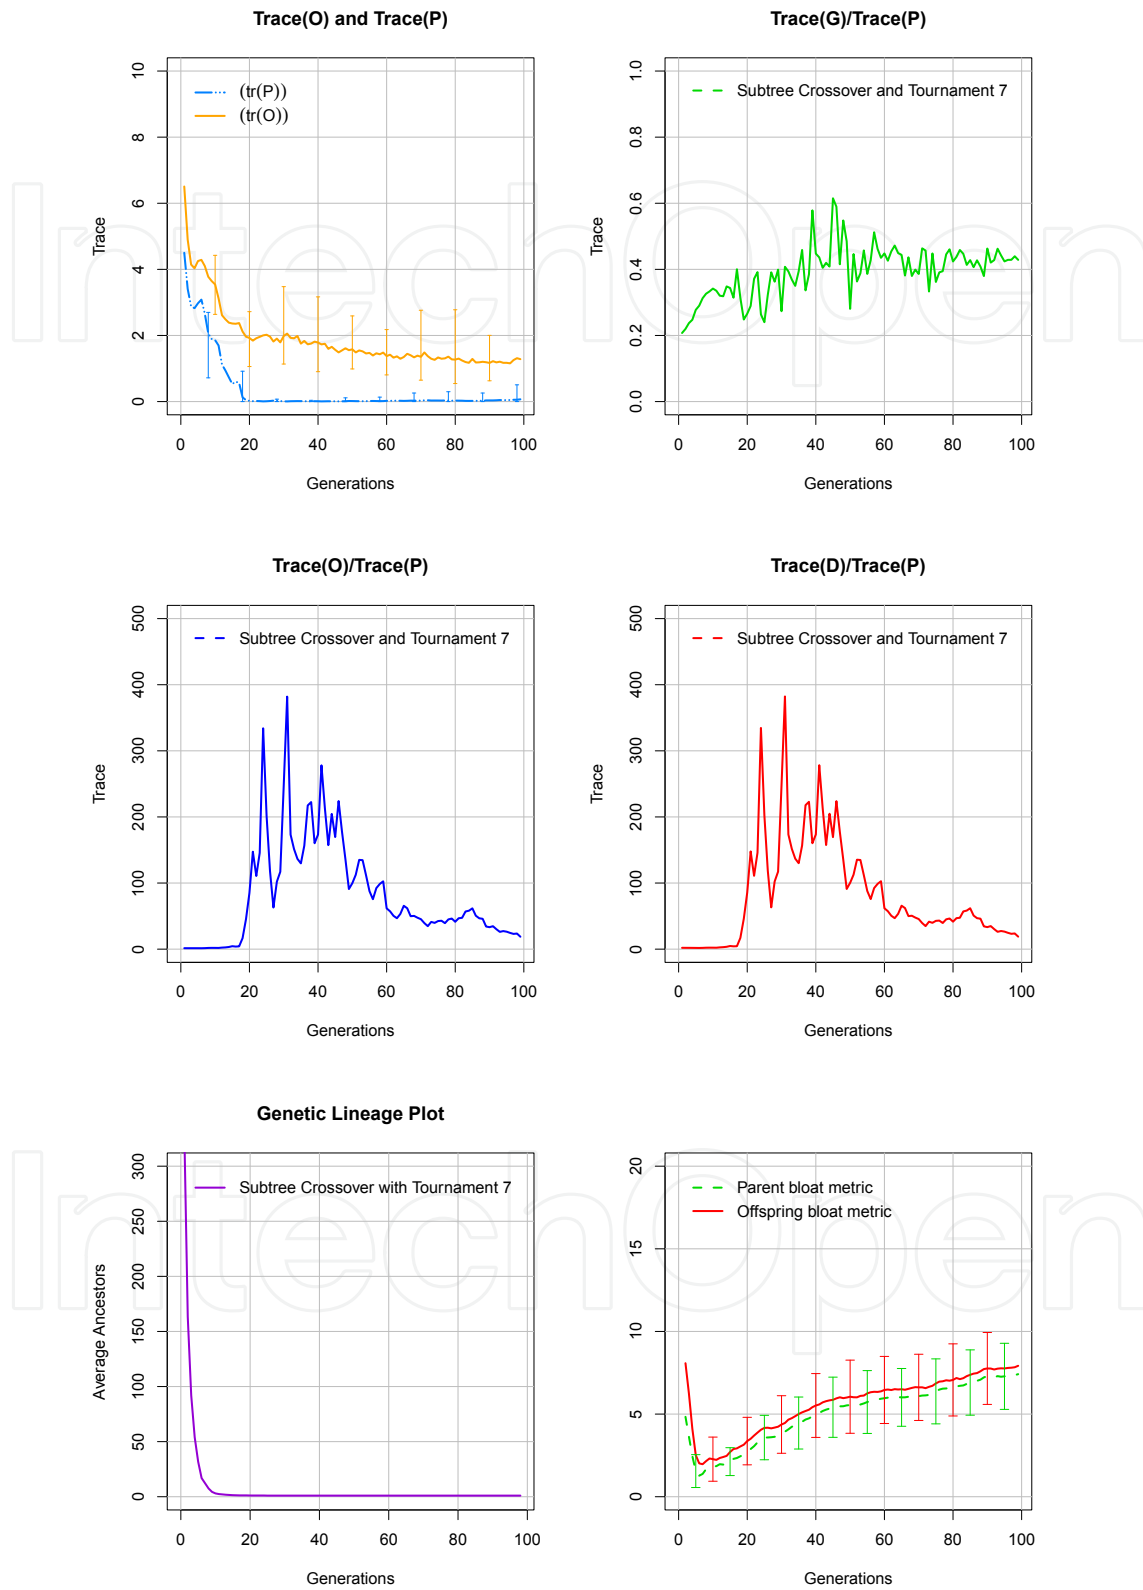 Trace(O) and Trace(P)
Trace(G)/Trace(P)
(tr(P))
(tr(O))
Trace
10
8
6
4
2
0
0 20 40 60 80 100
Generations
Subtree Crossover and Tournament 7
Trace
1.0
0.8
0.6
0.4
0.2
0.0
0 20 40 60 80 100
Generations
Trace(O)/Trace(P)
Trace(D)/Trace(P)
Subtree Crossover and Tournament 7
Trace
500
400
300
200
100
0
0 20 40 60 80 100
Generations
Subtree Crossover and Tournament 7
Trace
500
400
300
200
100
0
0 20 40 60 80 100
Generations
Genetic Lineage Plot
Subtree Crossover with Tournament 7
Average Ancestors
300
250
200
150
100
50
0
0 20 40 60 80 100
Generations
Parent bloat metric
Offspring bloat metric
20
15
10
5
0
0 20 40 60 80 100
Generations
IntechOpen
IntechOpen